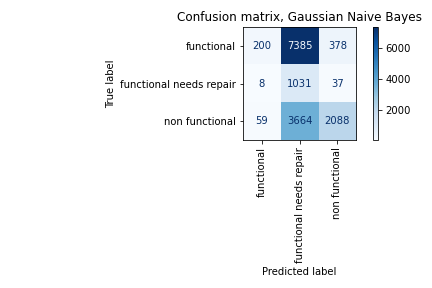 Confusion matrix, Gaussian Naive Bayes
functional 200 7385 378
functional needs repair 8 1031 37
non functional 59 3664 2088
True label
functional
functional needs repair
non functional
Predicted label
6000
4000
2000